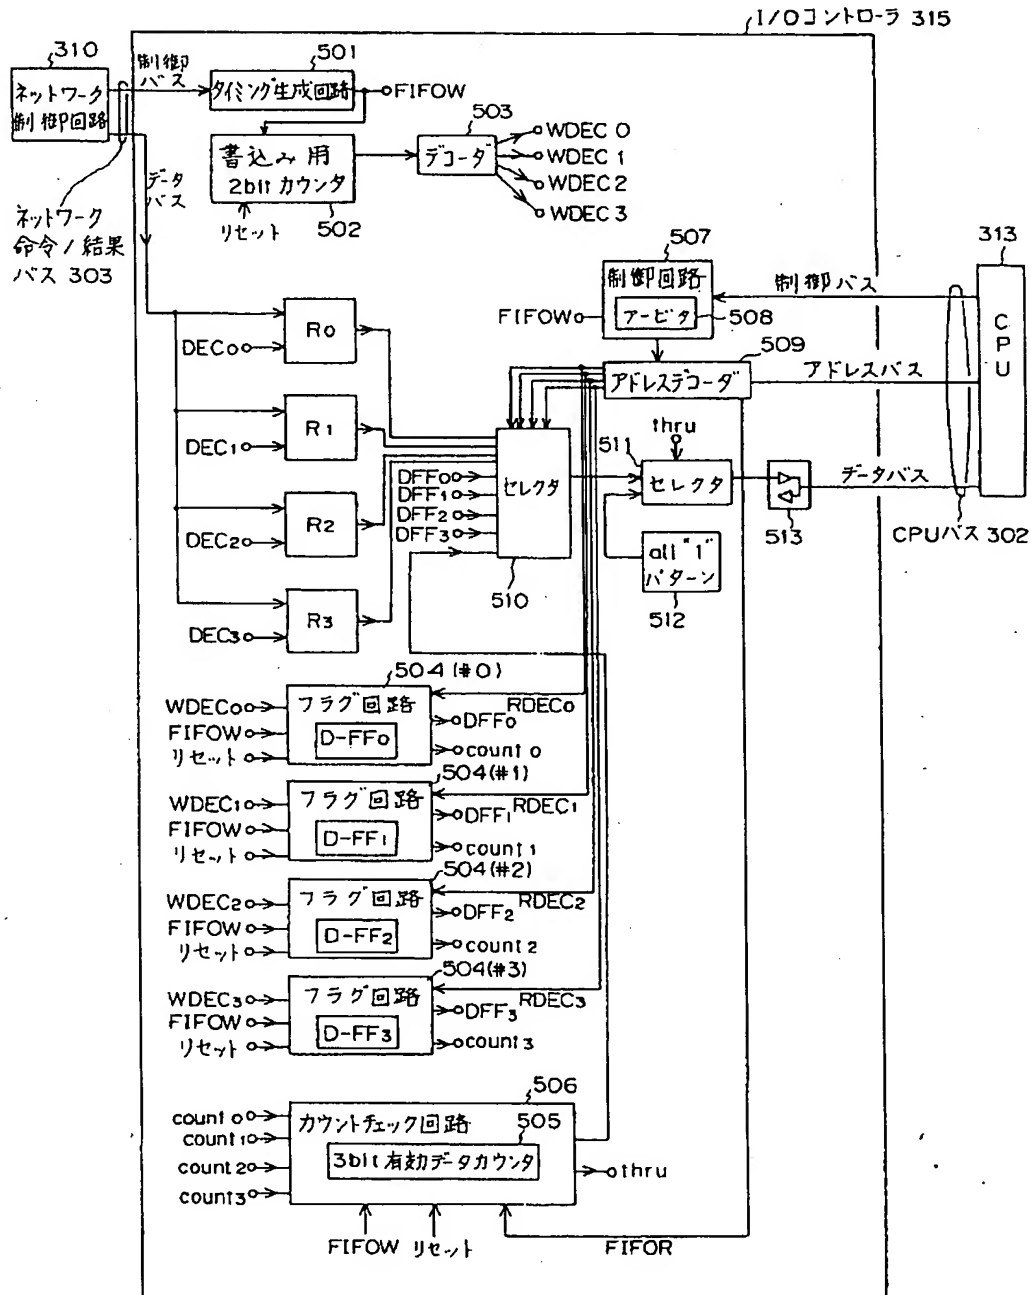 I/Oコントローラ 315
310
ネットワーク
制御回路
制御
バス
501
タイミング生成回路
FIFOW
503
デコーダ
WDEC 0
WDEC 1
WDEC 2
WDEC 3
書込み用
2bit カウンタ
リセット
502
データ
バス
ネットワーク
命令/結果
バス 303
507
制御回路
アービタ
508
FIFOW
制御バス
313
CPU
509
アドレスデコーダ
アドレスバス
R0
DEC0
R1
DEC1
R2
DEC2
R3
DEC3
DFF0
DFF1
DFF2
DFF3
セレクタ
510
thru
511
セレクタ
データバス
513
CPUバス 302
all "1"
パターン
512
504(#0)
WDEC0
FIFOW
リセット
フラグ回路
D-FF0
RDEC0
DFF0
count 0
504(#1)
WDEC1
FIFOW
リセット
フラグ回路
D-FF1
RDEC1
DFF1
count 1
504(#2)
WDEC2
FIFOW
リセット
フラグ回路
D-FF2
RDEC2
DFF2
count 2
504(#3)
WDEC3
FIFOW
リセット
フラグ回路
D-FF3
RDEC3
DFF3
count3
506
count 0
count1
count2
count3
カウントチェック回路
505
3bit 有効データカウンタ
thru
FIFOW
リセット
FIFOR